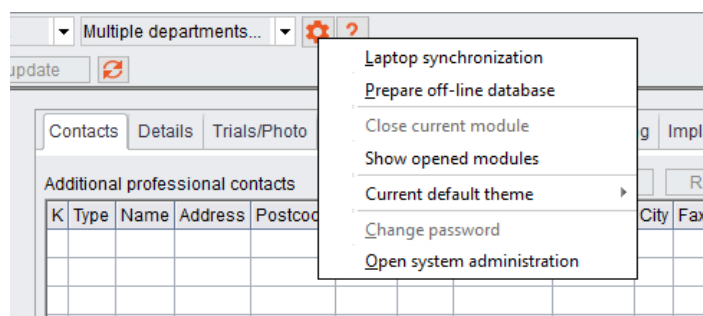 Multiple departments... ?
update
Laptop synchronization
Prepare off-line database
Close current module
Show opened modules
Current default theme
Change password
Open system administration
Contacts Details Trials/Photo
Additional professional contacts
K Type Name Address City